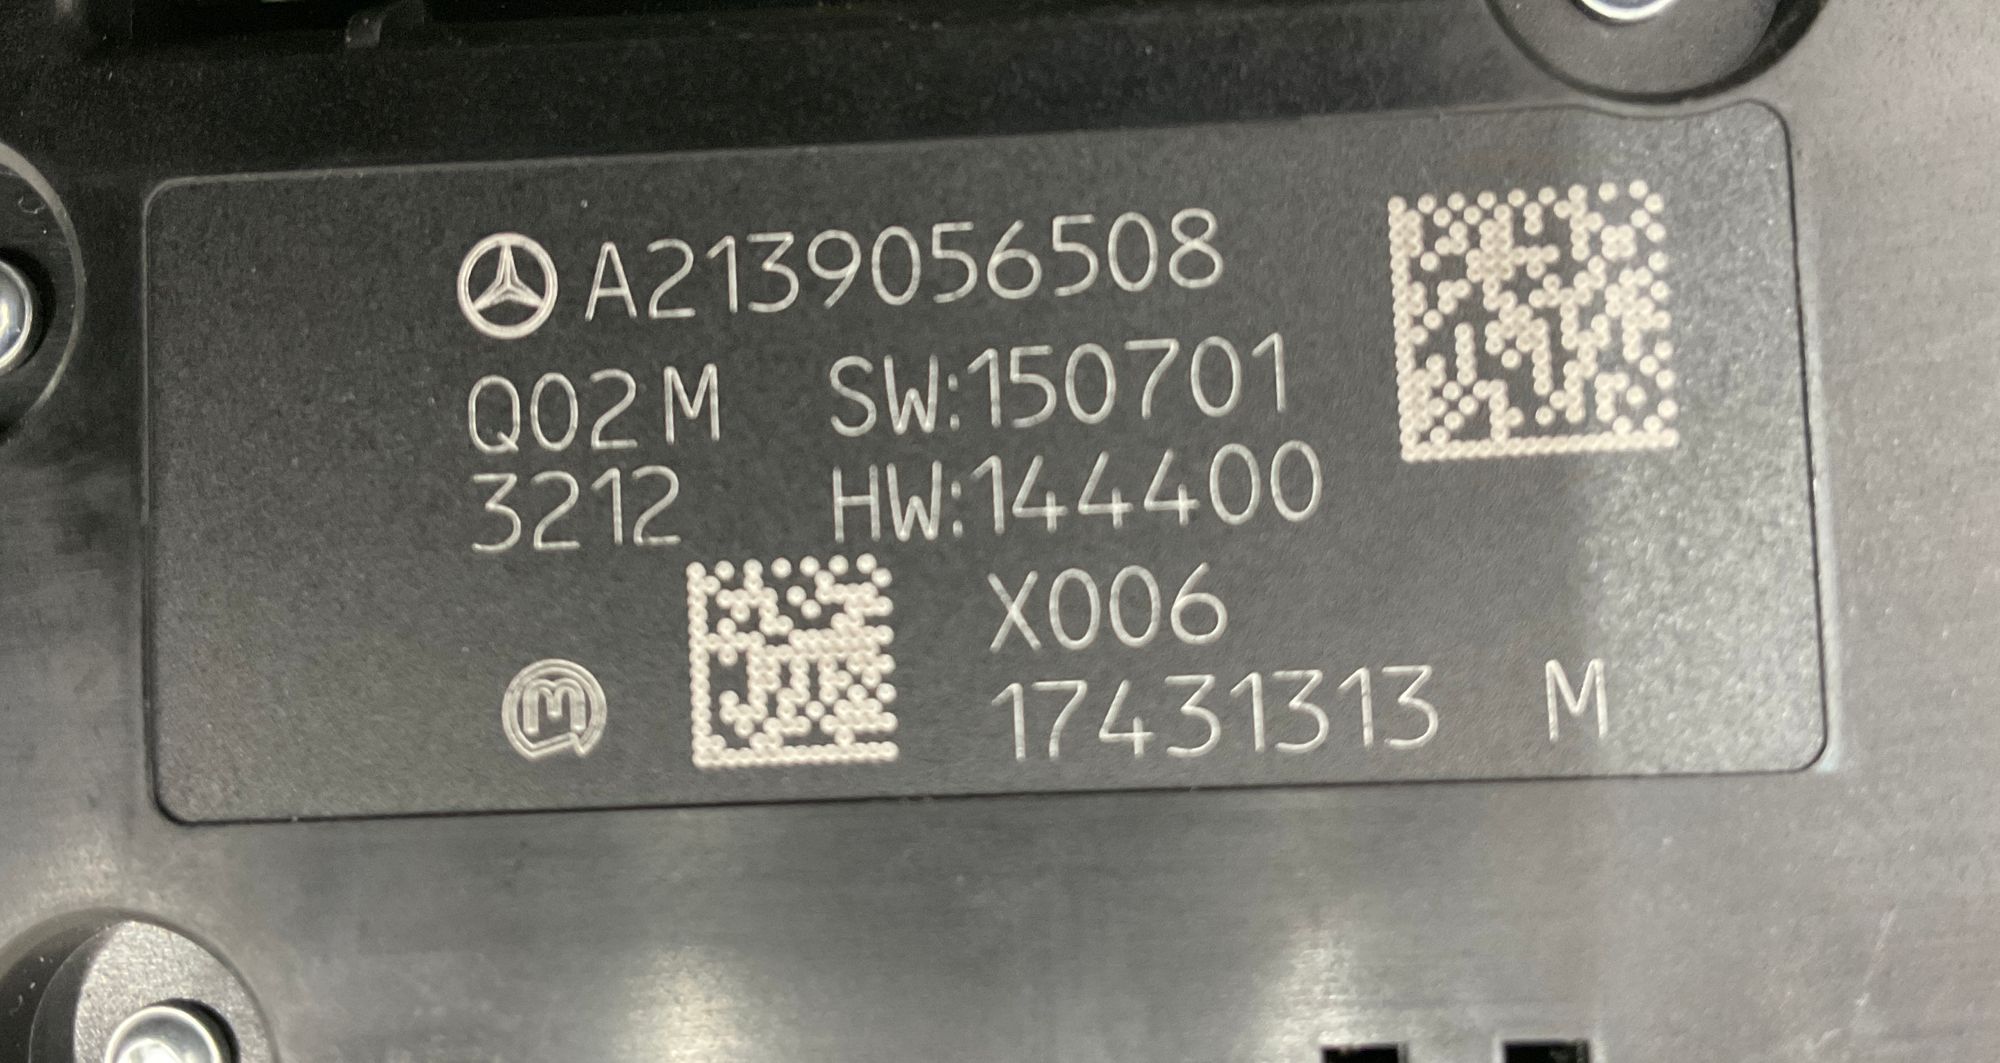 A2139056508
Q02M SW:150701
3212 HW:144400
X006
17431313 M
M